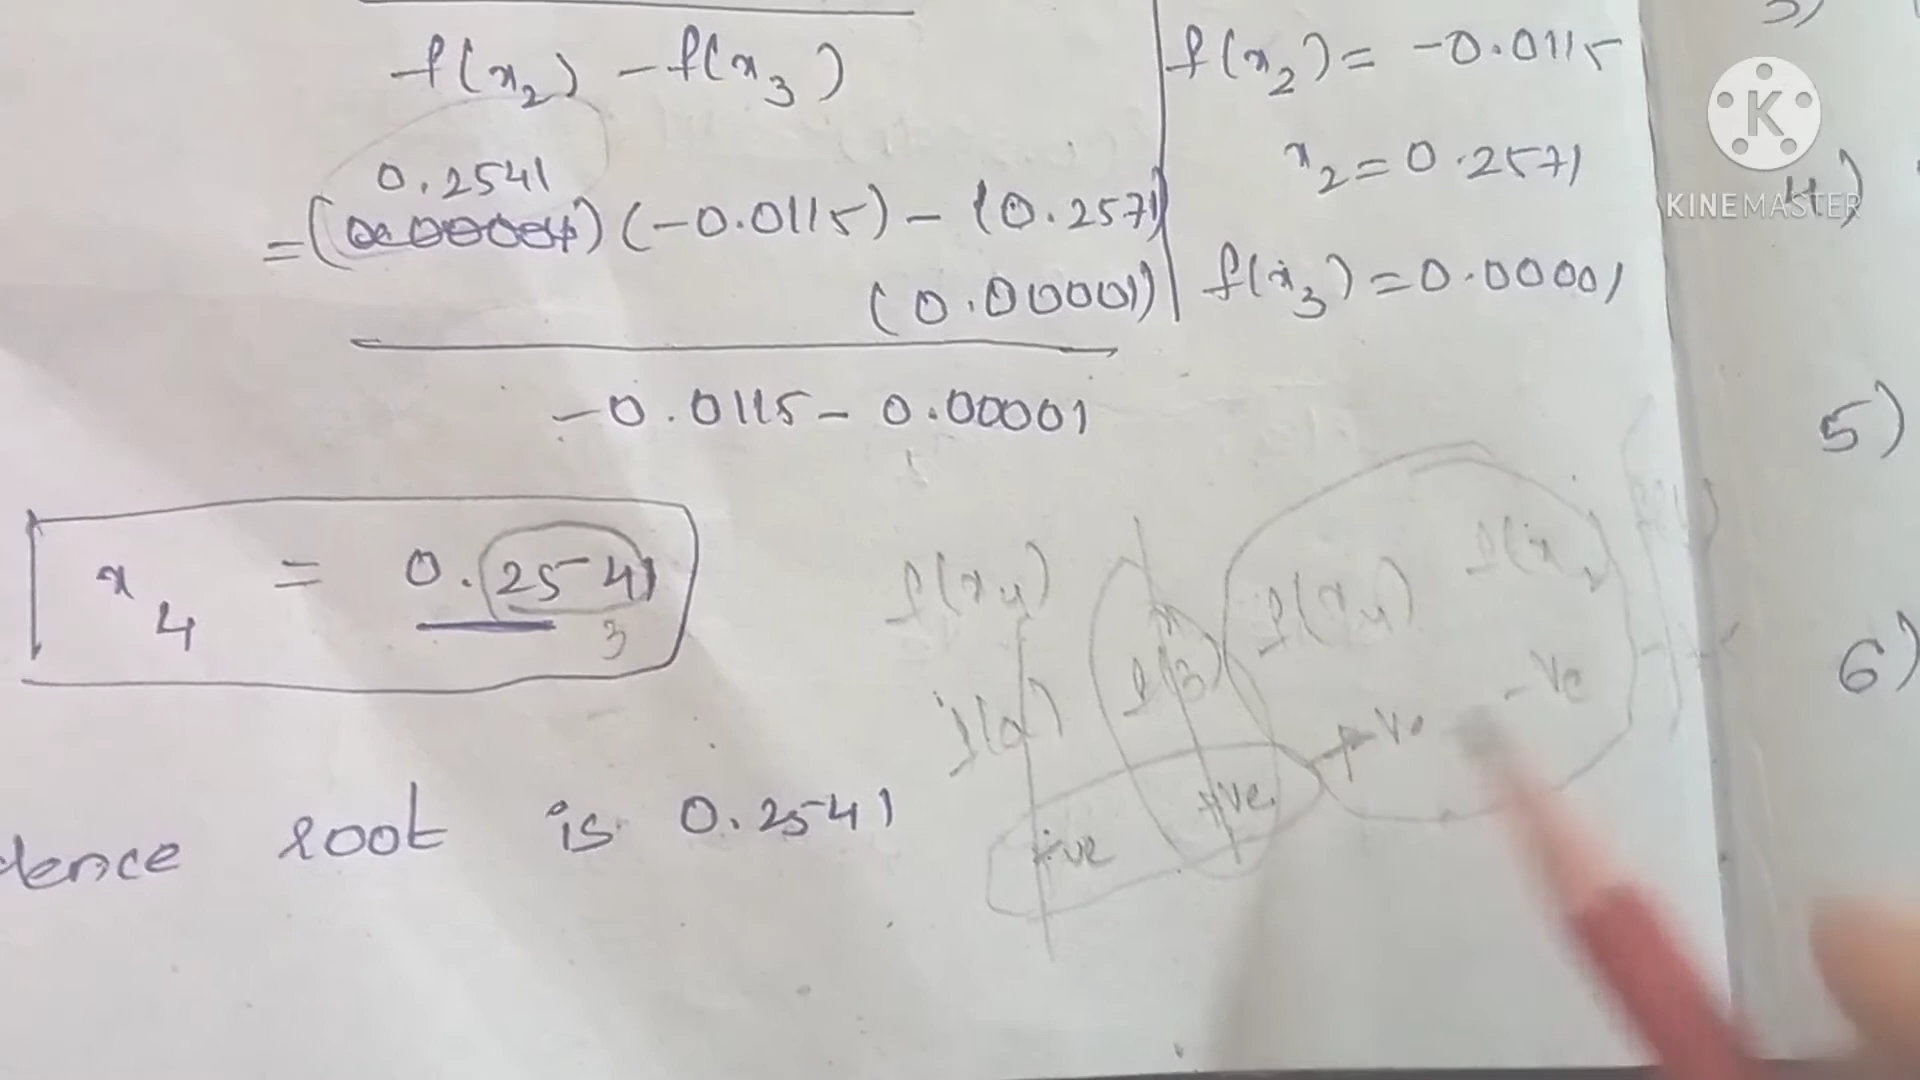 f(x₂) - f(x₃)
f(x₂) = -0.0115
x₂ = 0.2571
f(x₃) = 0.00001
0.2541
= ( ) (-0.0115) - (0.2571)
(0.00001)
-0.0115 - 0.00001
x₄ = 0.2541
3
Hence root is 0.2541
f(x₄)
f(x₄)
+ve
+ve
+ve
-ve
4)
5)
6)
KINEMASTER